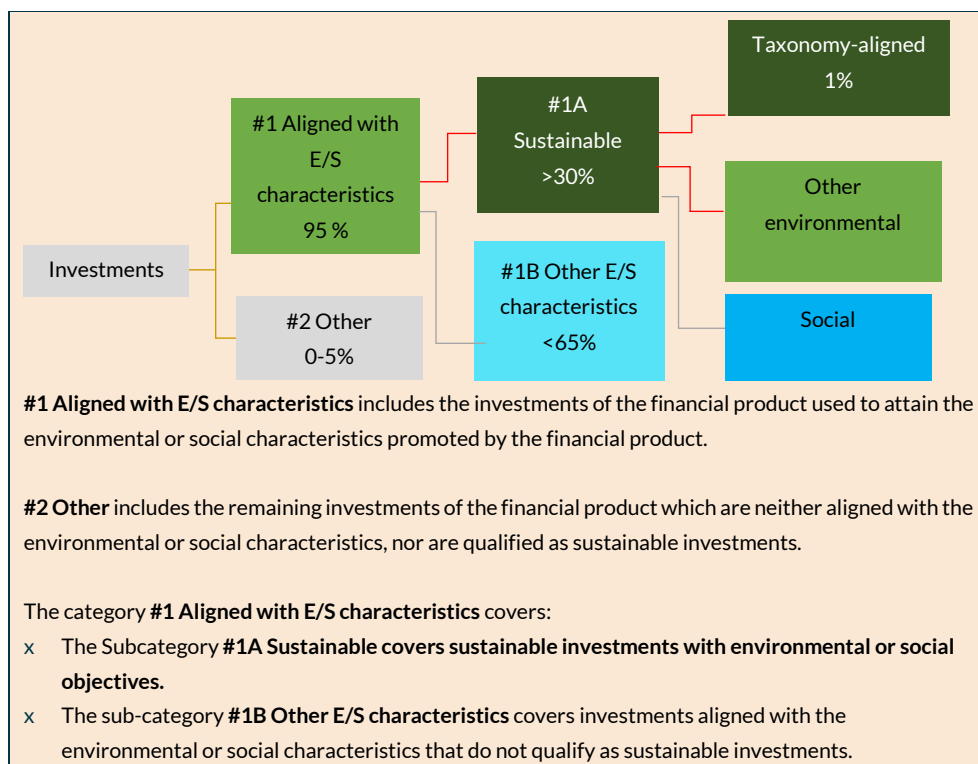 Investments
#1 Aligned with
E/S
characteristics
95 %
#2 Other
0-5%
#1A
Sustainable
>30%
#1B Other E/S
characteristics
<65%
Taxonomy-aligned
1%
Other
environmental
Social
#1 Aligned with E/S characteristics includes the investments of the financial product used to attain the
environmental or social characteristics promoted by the financial product.
#2 Other includes the remaining investments of the financial product which are neither aligned with the
environmental or social characteristics, nor are qualified as sustainable investments.
The category #1 Aligned with E/S characteristics covers:
x The Subcategory #1A Sustainable covers sustainable investments with environmental or social
objectives.
x The sub-category #1B Other E/S characteristics covers investments aligned with the
environmental or social characteristics that do not qualify as sustainable investments.